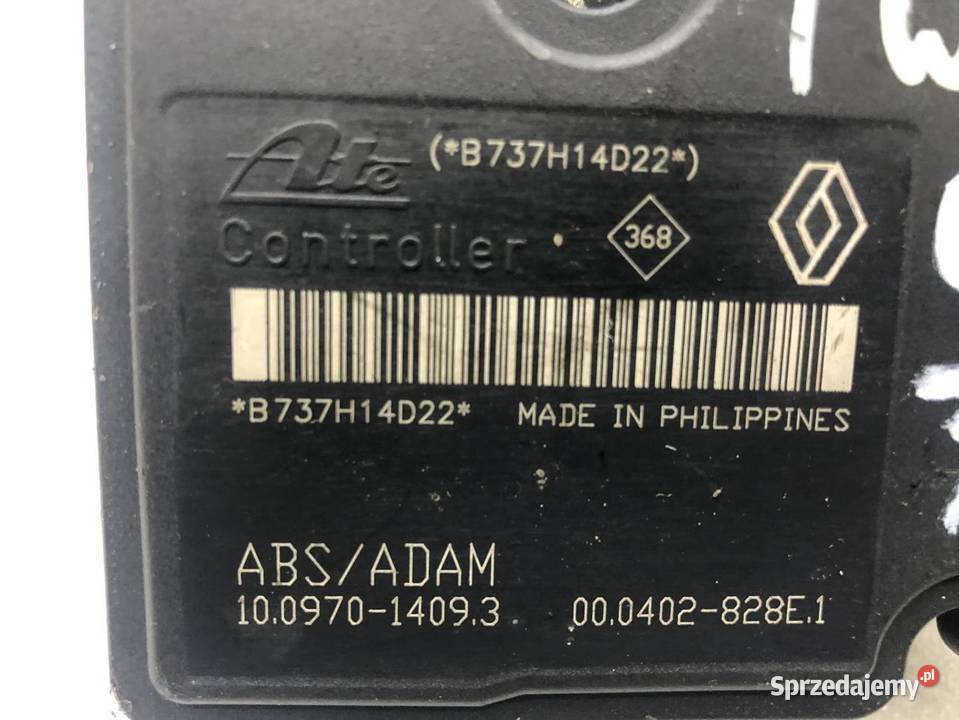 Ate (*B737H14D22*)
Controller 368
*B737H14D22* MADE IN PHILIPPINES
ABS/ADAM
10.0970-1409.3 00.0402-828E.1
Sprzedajemy.pl